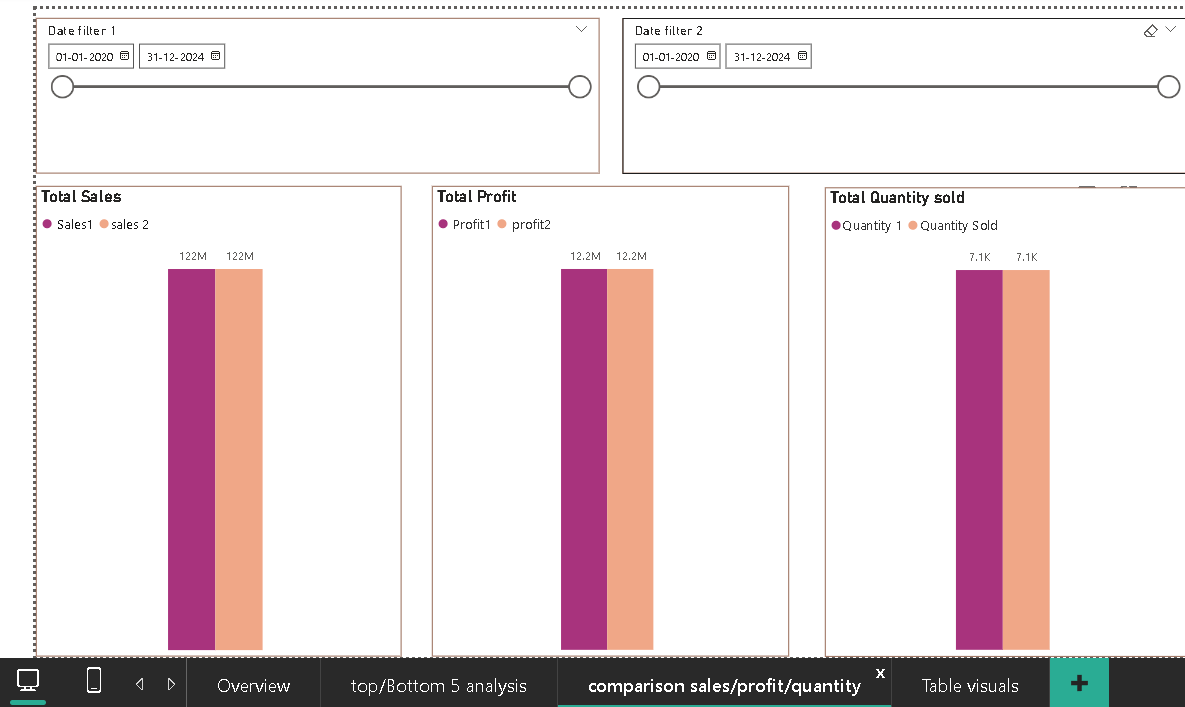 Date filter 1
01-01-2020 31-12-2024
Date filter 2
01-01-2020 31-12-2024
Total Sales
Sales1 sales 2
122M 122M
Total Profit
Profit1 profit2
12.2M 12.2M
Total Quantity sold
Quantity 1 Quantity Sold
7.1K 7.1K
Overview
top/Bottom 5 analysis
comparison sales/profit/quantity
x
Table visuals
+